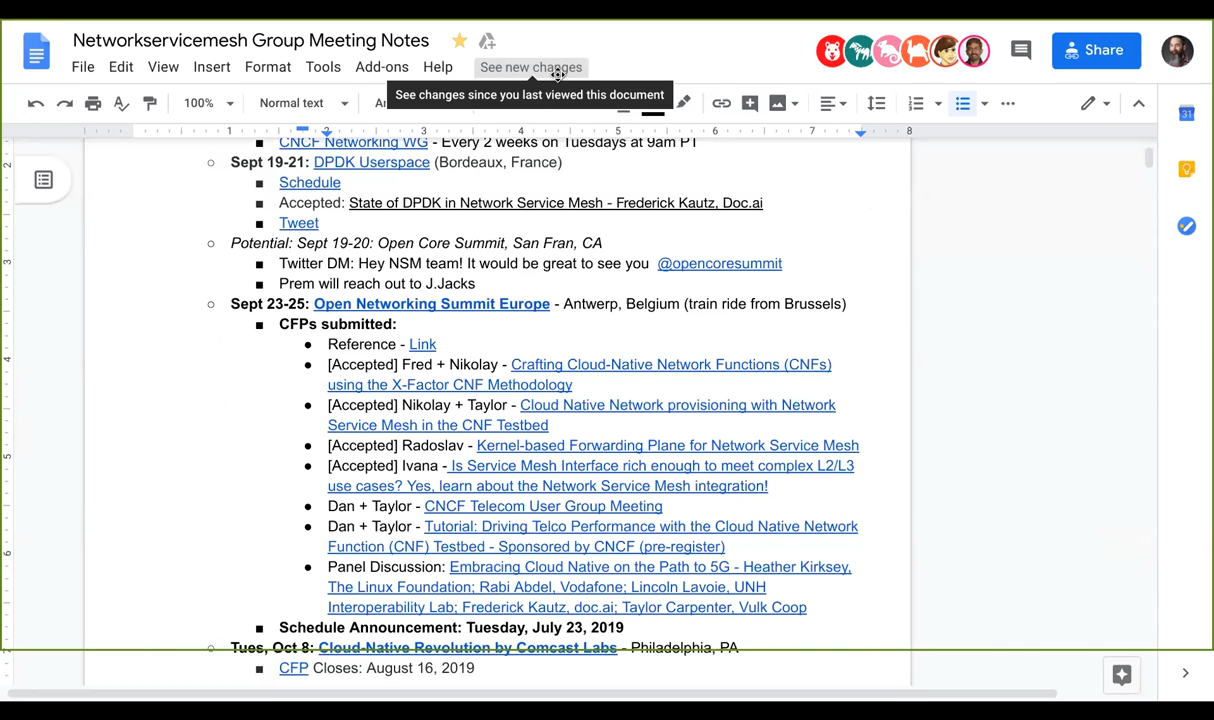 Networkservicemesh Group Meeting Notes
File Edit View Insert Format Tools Add-ons Help See new changes
Share
See changes since you last viewed this document
100% Normal text
1 2 3 4 5 6 7 8
CNCF Networking WG - Every 2 weeks on Tuesdays at 9am PT
○ Sept 19-21: DPDK Userspace (Bordeaux, France)
■ Schedule
■ Accepted: State of DPDK in Network Service Mesh - Frederick Kautz, Doc.ai
■ Tweet
○ Potential: Sept 19-20: Open Core Summit, San Fran, CA
■ Twitter DM: Hey NSM team! It would be great to see you @opencoresummit
■ Prem will reach out to J.Jacks
○ Sept 23-25: Open Networking Summit Europe - Antwerp, Belgium (train ride from Brussels)
■ CFPs submitted:
● Reference - Link
● [Accepted] Fred + Nikolay - Crafting Cloud-Native Network Functions (CNFs)
using the X-Factor CNF Methodology
● [Accepted] Nikolay + Taylor - Cloud Native Network provisioning with Network
Service Mesh in the CNF Testbed
● [Accepted] Radoslav - Kernel-based Forwarding Plane for Network Service Mesh
● [Accepted] Ivana - Is Service Mesh Interface rich enough to meet complex L2/L3
use cases? Yes, learn about the Network Service Mesh integration!
● Dan + Taylor - CNCF Telecom User Group Meeting
● Dan + Taylor - Tutorial: Driving Telco Performance with the Cloud Native Network
Function (CNF) Testbed - Sponsored by CNCF (pre-register)
● Panel Discussion: Embracing Cloud Native on the Path to 5G - Heather Kirksey,
The Linux Foundation; Rabi Abdel, Vodafone; Lincoln Lavoie, UNH
Interoperability Lab; Frederick Kautz, doc.ai; Taylor Carpenter, Vulk Coop
■ Schedule Announcement: Tuesday, July 23, 2019
○ Tues, Oct 8: Cloud-Native Revolution by Comcast Labs - Philadelphia, PA
■ CFP Closes: August 16, 2019